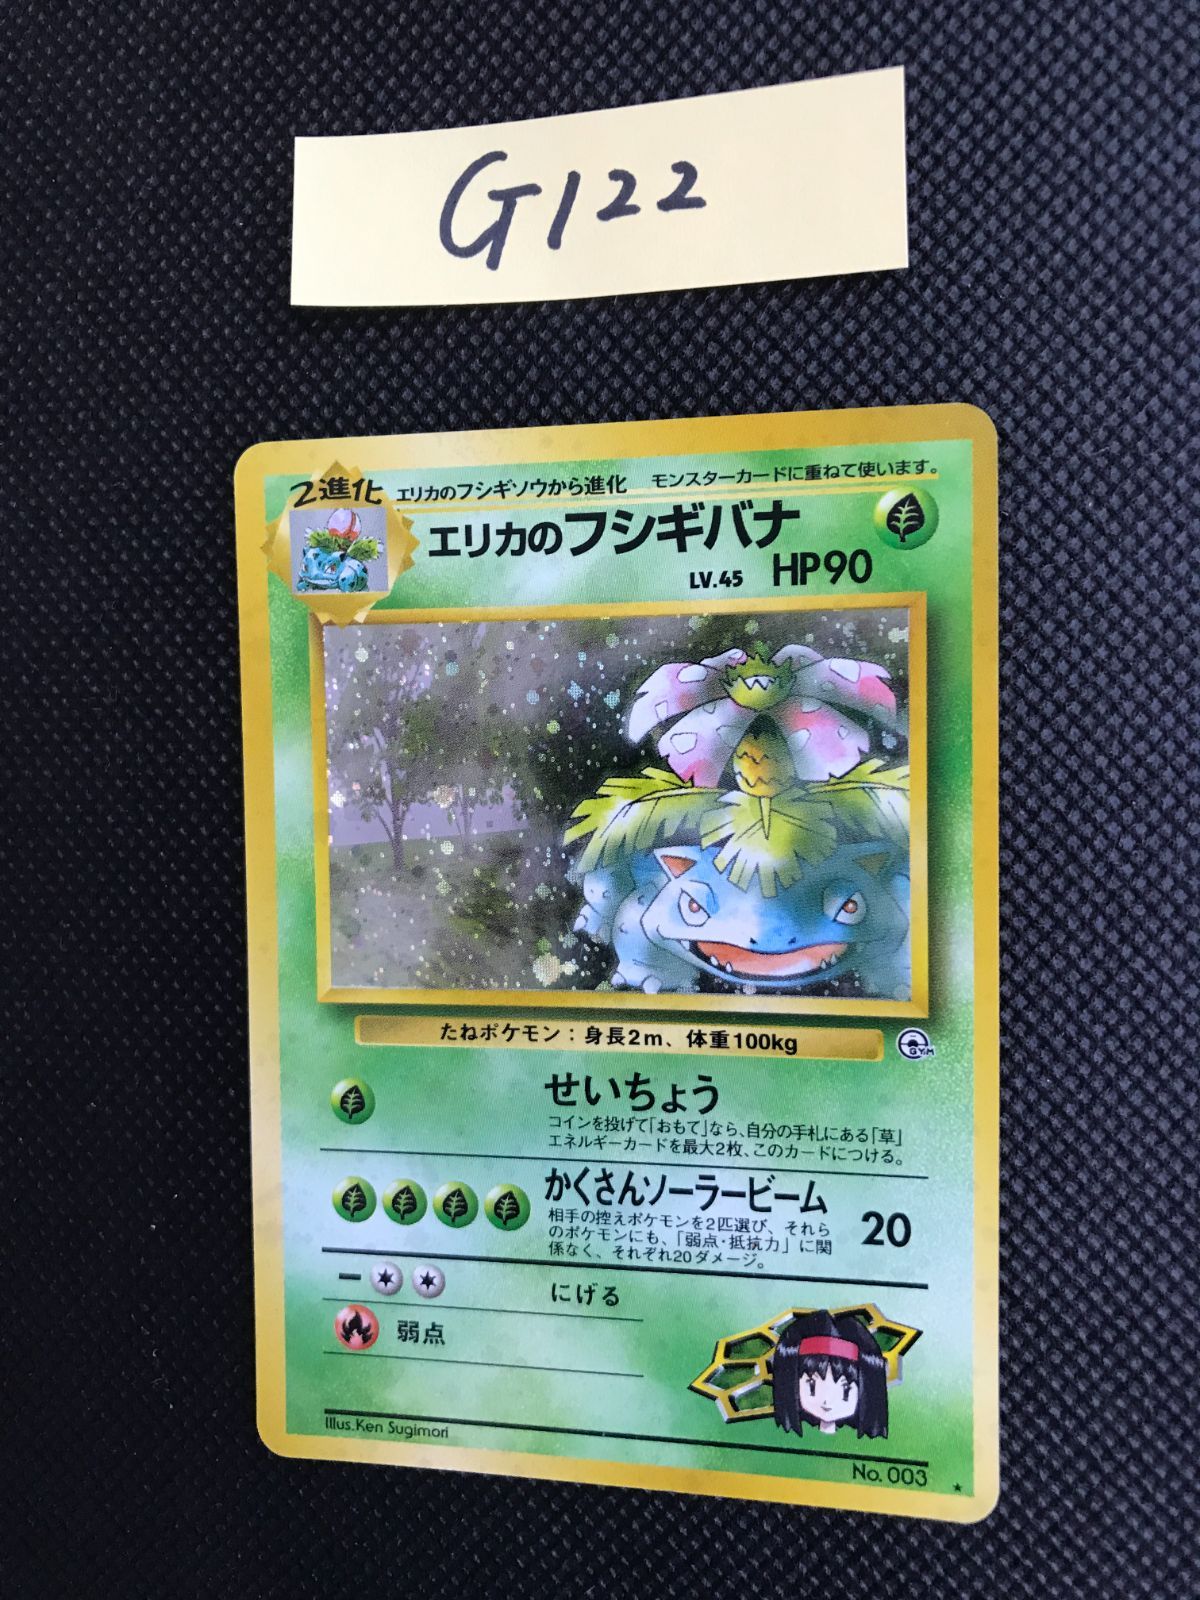 G122
2進化 エリカのフシギソウから進化 モンスターカードに重ねて使います。
エリカのフシギバナ
LV.45 HP90
たねポケモン：身長2m、体重100kg
GYM
せいちょう
コインを投げて「おもて」なら、自分の手札にある「草」
エネルギーカードを最大2枚、このカードにつける。
かくさんソーラービーム 20
相手の控えポケモンを2匹選び、それら
のポケモンにも、「弱点・抵抗力」に関
係なく、それぞれ20ダメージ。
にげる
弱点
Illus.Ken Sugimori
No. 003 ★